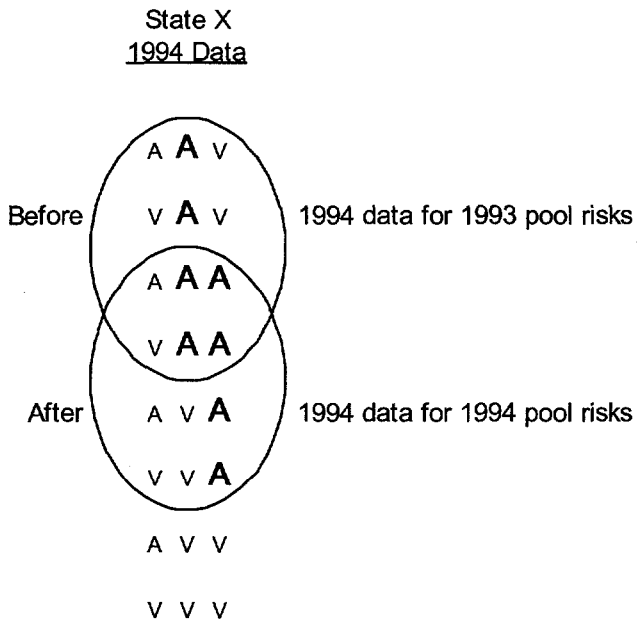 State X
1994 Data
A A V
Before V A V 1994 data for 1993 pool risks
A A A
V A A
After A V A 1994 data for 1994 pool risks
V V A
A V V
V V V